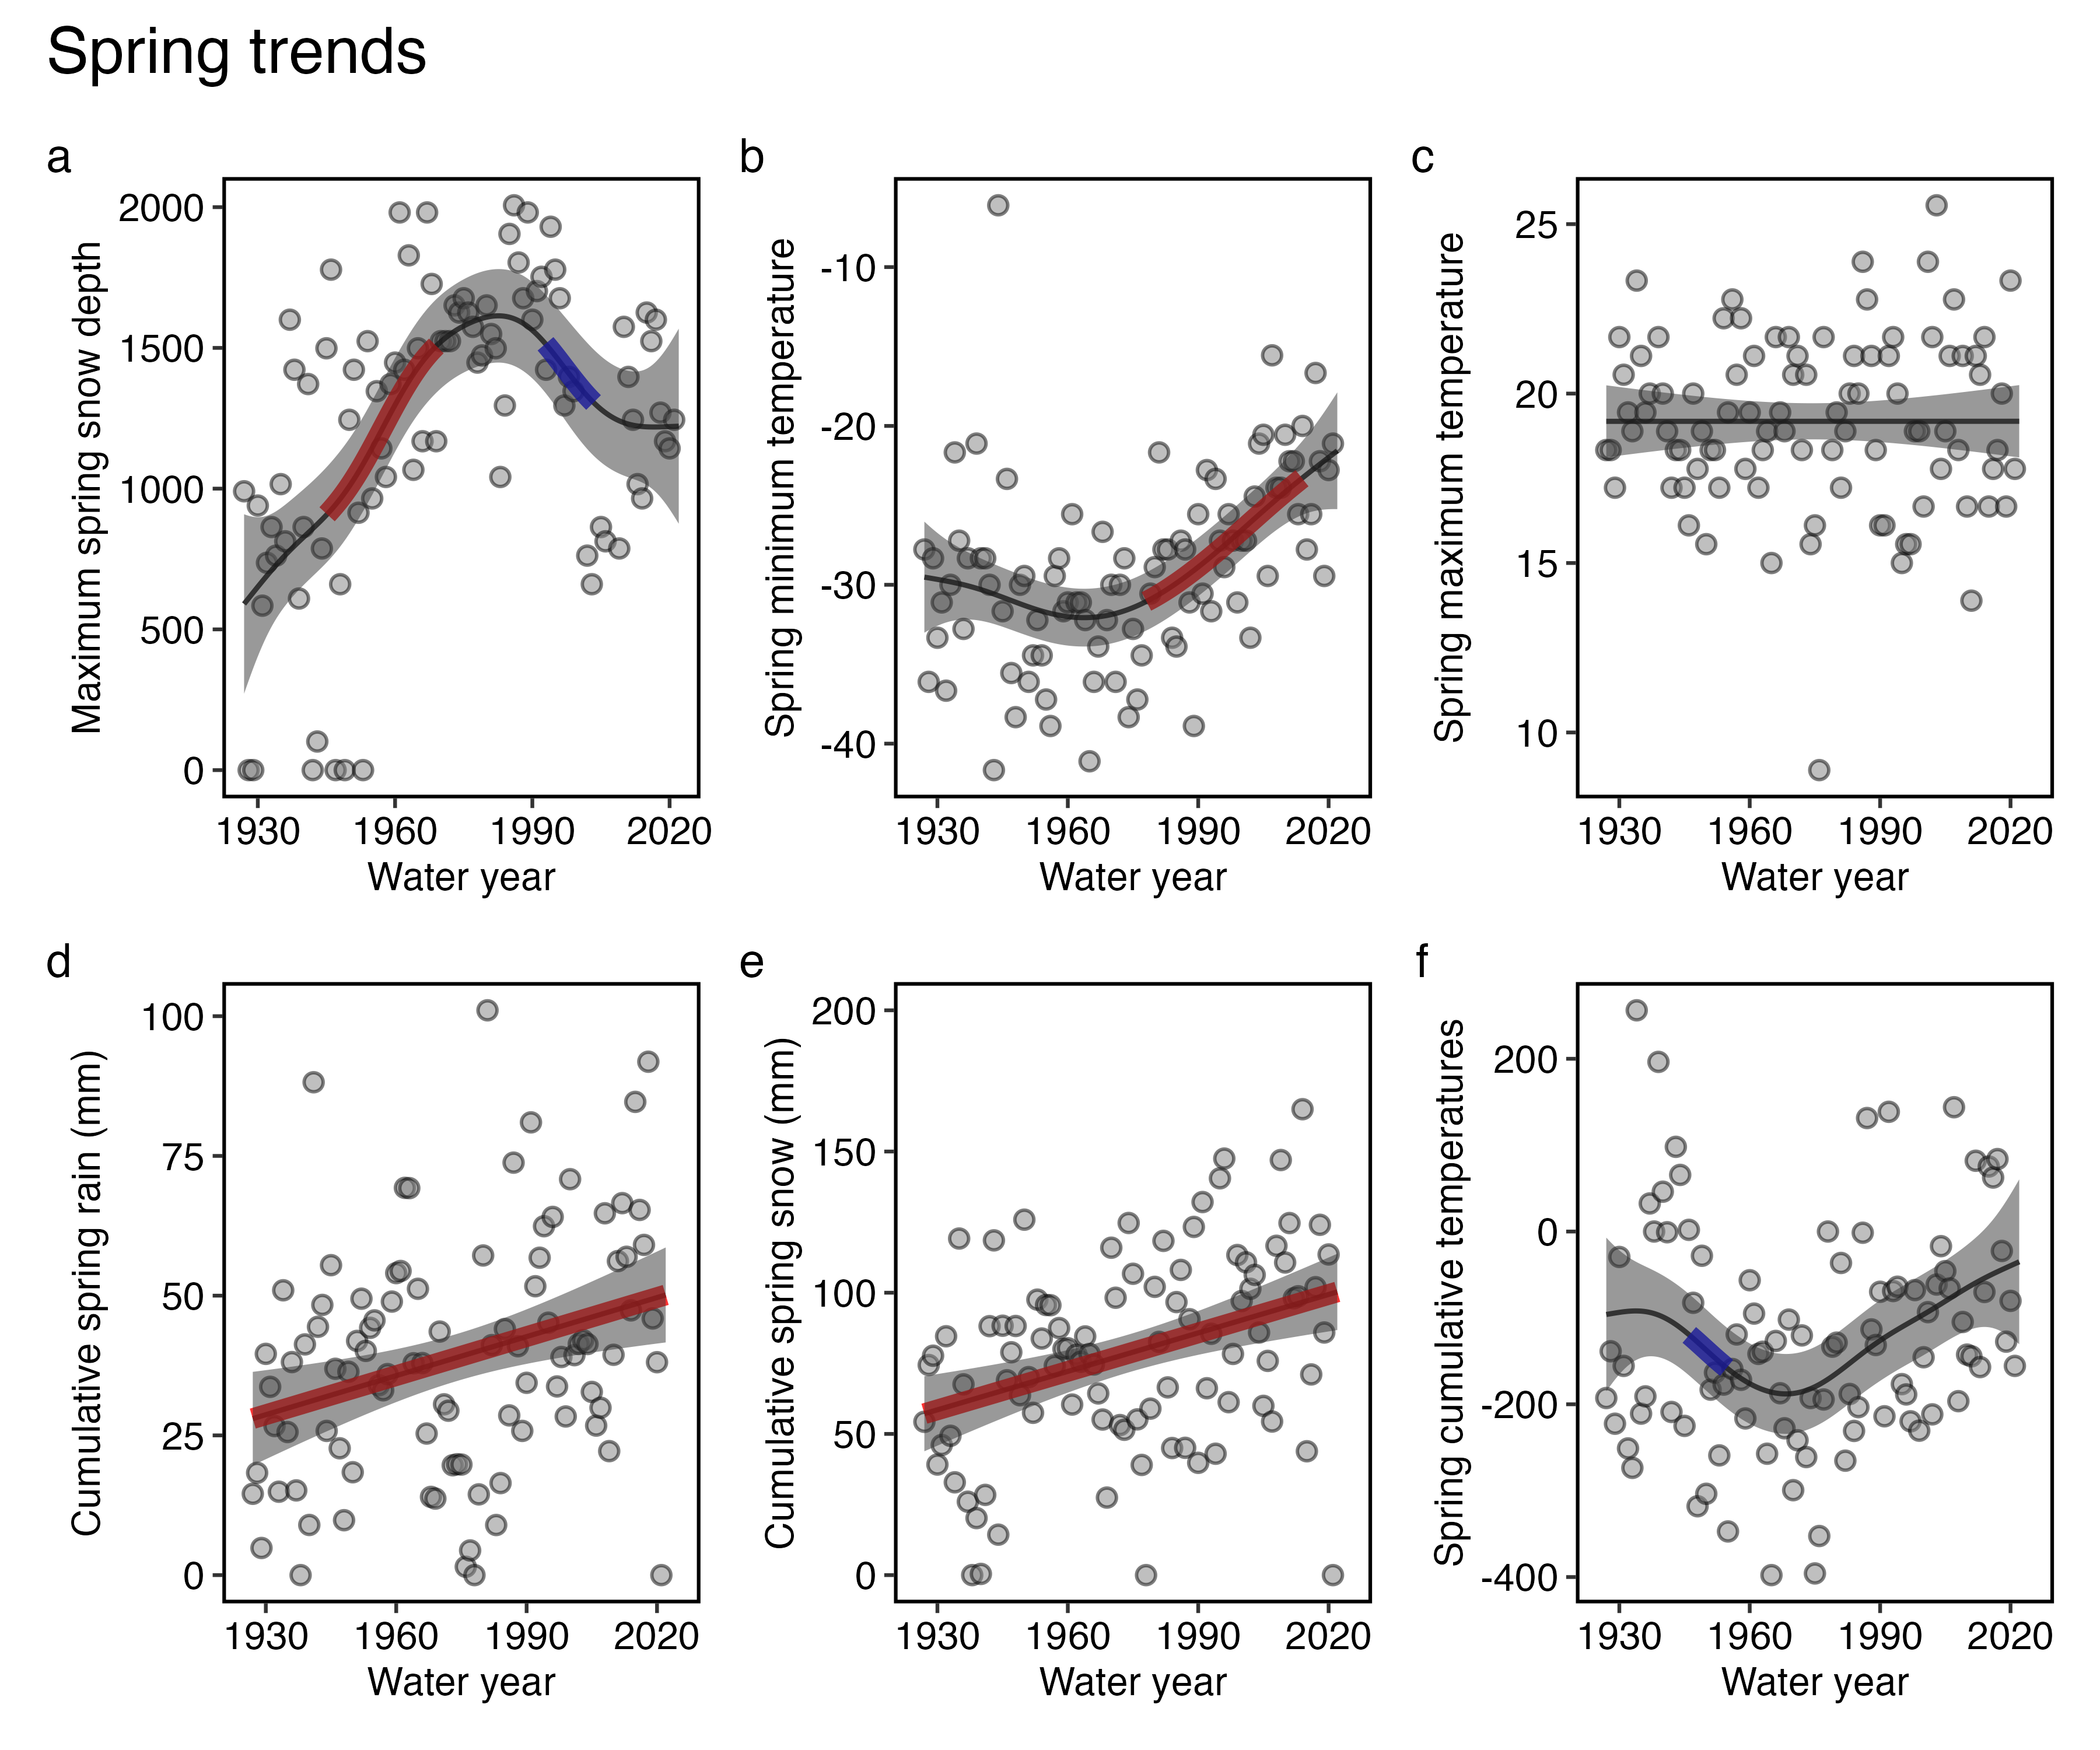 Spring trends
a
Maximum spring snow depth
2000
1500
1000
500
0
1930 1960 1990 2020
Water year
b
Spring minimum temperature
-10
-20
-30
-40
1930 1960 1990 2020
Water year
c
Spring maximum temperature
25
20
15
10
1930 1960 1990 2020
Water year
d
Cumulative spring rain (mm)
100
75
50
25
0
1930 1960 1990 2020
Water year
e
Cumulative spring snow (mm)
200
150
100
50
0
1930 1960 1990 2020
Water year
f
Spring cumulative temperatures
200
0
-200
-400
1930 1960 1990 2020
Water year